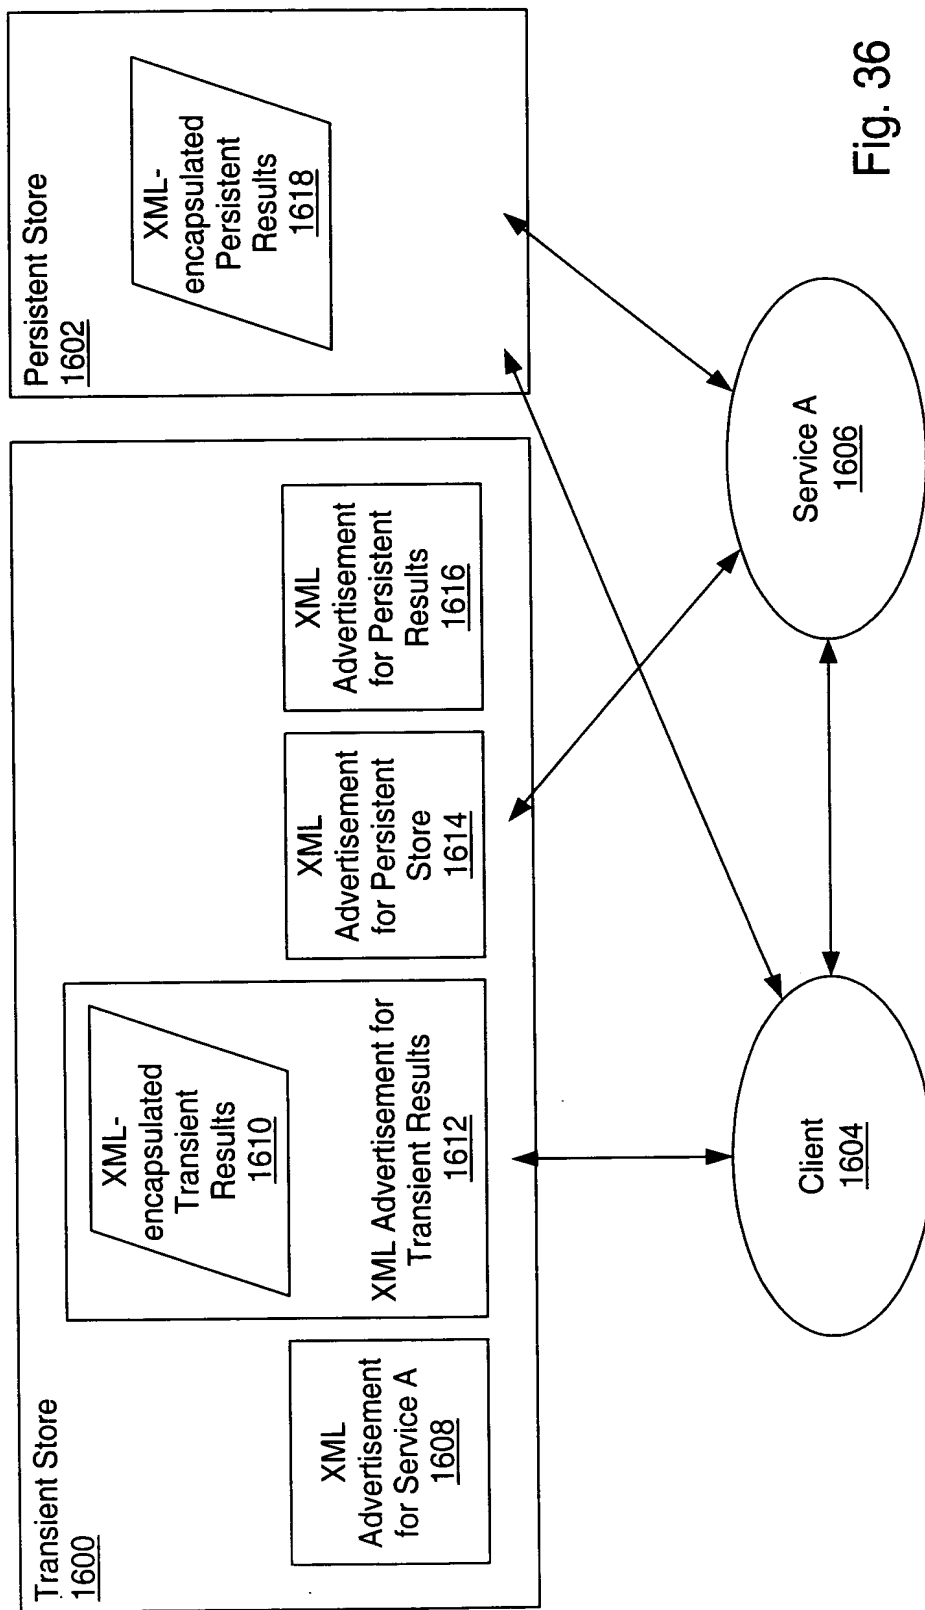 Transient Store
1600
XML
Advertisement
for Service A
1608
XML-
encapsulated
Transient
Results
1610
XML Advertisement for
Transient Results
1612
XML
Advertisement
for Persistent
Store
1614
XML
Advertisement
for Persistent
Results
1616
Persistent Store
1602
XML-
encapsulated
Persistent
Results
1618
Client
1604
Service A
1606
Fig. 36